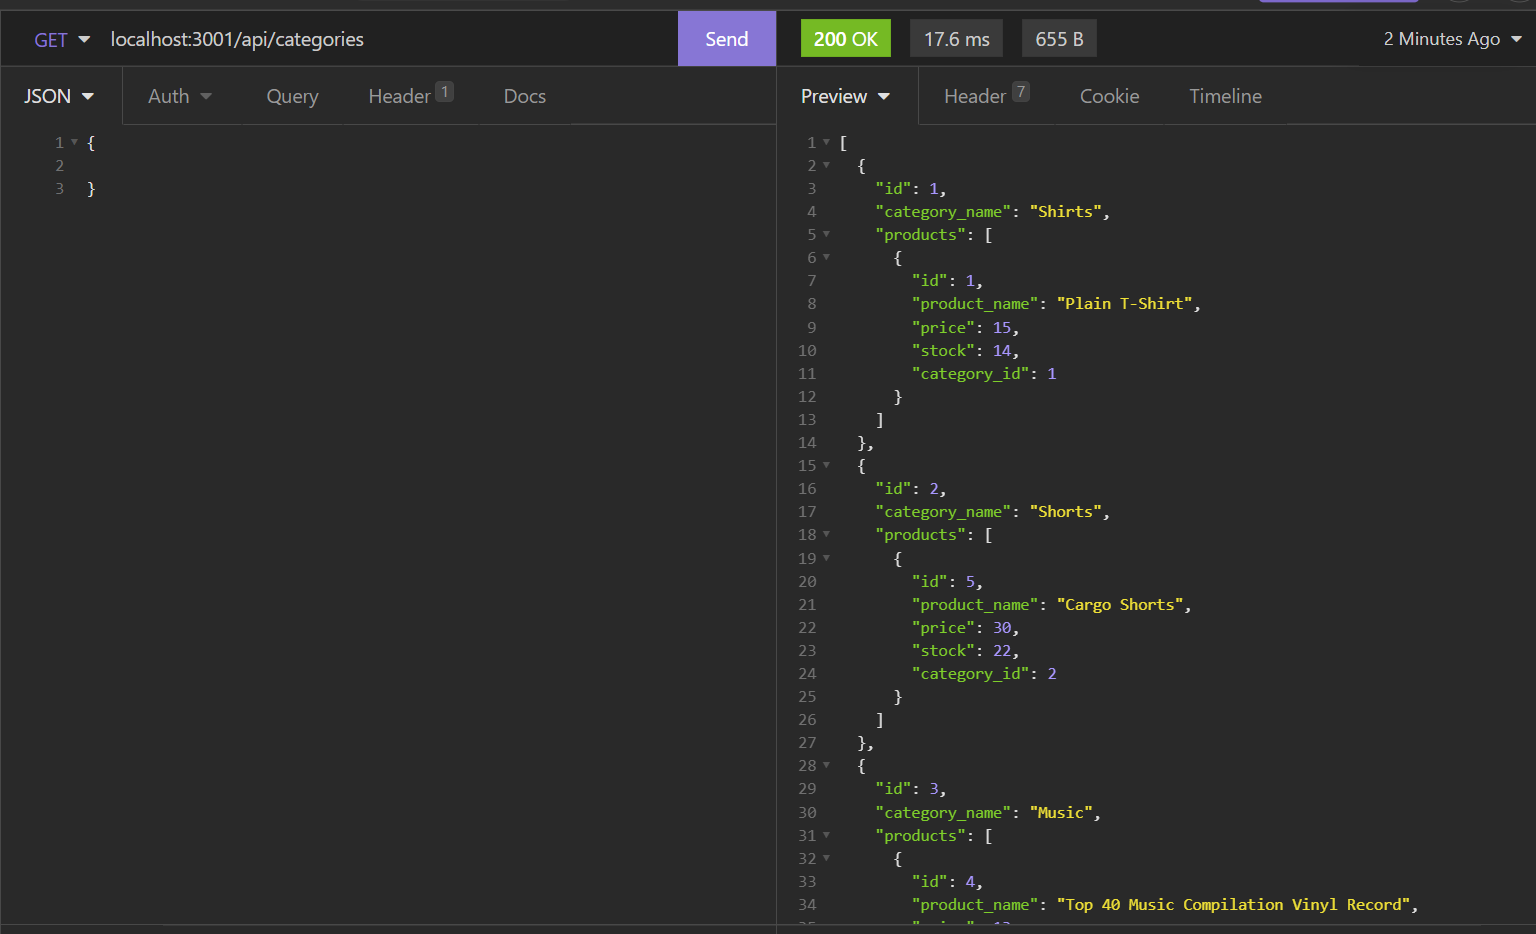 GET localhost:3001/api/categories Send 200 OK 17.6 ms 655 B 2 Minutes Ago
JSON Auth Query Header 1 Docs Preview Header 7 Cookie Timeline
1 {
2
3 }
1 [
2 {
3 "id": 1,
4 "category_name": "Shirts",
5 "products": [
6 {
7 "id": 1,
8 "product_name": "Plain T-Shirt",
9 "price": 15,
10 "stock": 14,
11 "category_id": 1
12 }
13 ]
14 },
15 {
16 "id": 2,
17 "category_name": "Shorts",
18 "products": [
19 {
20 "id": 5,
21 "product_name": "Cargo Shorts",
22 "price": 30,
23 "stock": 22,
24 "category_id": 2
25 }
26 ]
27 },
28 {
29 "id": 3,
30 "category_name": "Music",
31 "products": [
32 {
33 "id": 4,
34 "product_name": "Top 40 Music Compilation Vinyl Record",